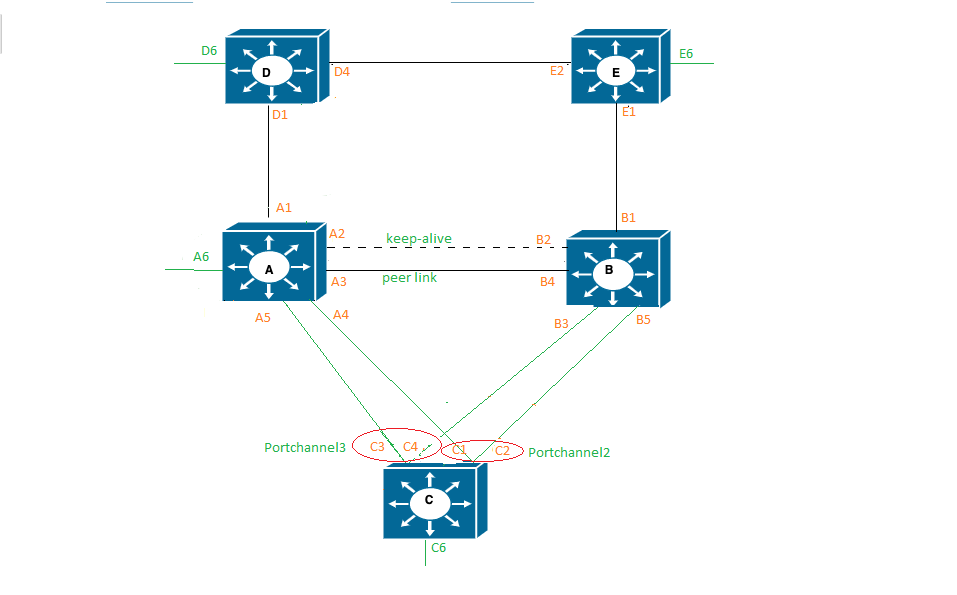 D6
D
D4
E2
E
E6
D1
E1
A1
B1
A2
keep-alive
B2
A6
A
A3
peer link
B4
B
A5
A4
B3
B5
Portchannel3
C3
C4
C1
C2
Portchannel2
C
C6